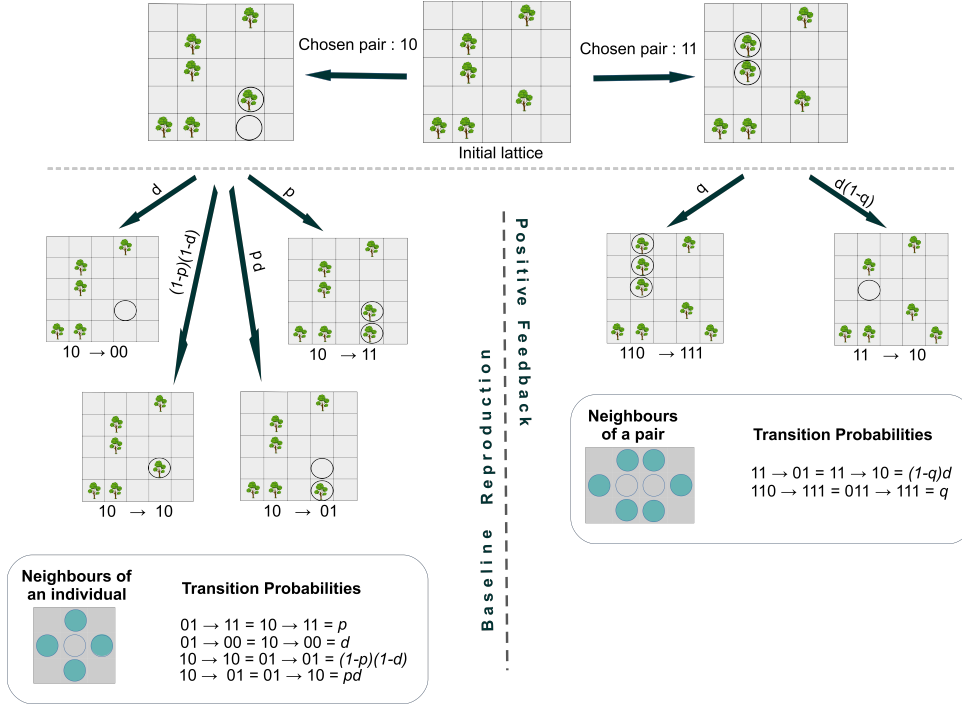 Chosen pair : 10
Chosen pair : 11
Initial lattice
d
(1-p)(1-d)
p d
p
q
d(1-q)
10 → 00
10 → 11
10 → 10
10 → 01
110 → 111
11 → 10
Baseline Reproduction
Positive Feedback
Neighbours of
an individual
Transition Probabilities
01 → 11 = 10 → 11 = p
01 → 00 = 10 → 00 = d
10 → 10 = 01 → 01 = (1-p)(1-d)
10 → 01 = 01 → 10 = pd
Neighbours
of a pair
Transition Probabilities
11 → 01 = 11 → 10 = (1-q)d
110 → 111 = 011 → 111 = q